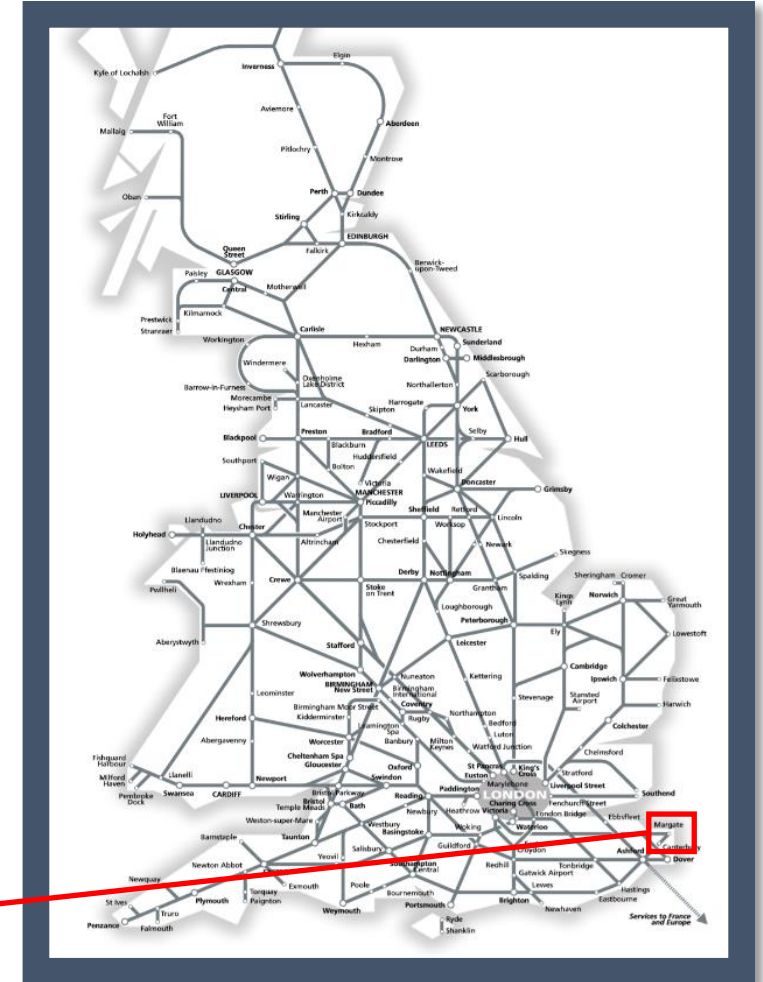 Elgin
Inverness
Kyle of Lochalsh
Aviemore
Fort
William
Aberdeen
Mallaig
Pitlochry
Montrose
Perth
Dundee
Oban
Kirkcaldy
Stirling
EDINBURGH
Queen
Street
Falkirk
Berwick-
upon-Tweed
Paisley
GLASGOW
Central
Motherwell
Kilmarnock
Prestwick
Stranraer
Carlisle
NEWCASTLE
Workington
Hexham
Durham
Sunderland
Darlington
Middlesbrough
Windermere
Scarborough
Oxenholme
Lake District
Northallerton
Barrow-in-Furness
Morecambe
Heysham Port
Lancaster
Harrogate
York
Skipton
Blackpool
Preston
Bradford
Selby
Hull
Blackburn
LEEDS
Huddersfield
Southport
Bolton
Wakefield
Wigan
Victoria
Doncaster
LIVERPOOL
Warrington
MANCHESTER
Piccadilly
Grimsby
Manchester
Airport
Sheffield
Retford
Llandudno
Stockport
Worksop
Lincoln
Holyhead
Chester
Llandudno
Junction
Altrincham
Chesterfield
Newark
Skegness
Blaenau Ffestiniog
Wrexham
Crewe
Stoke
on Trent
Derby
Nottingham
Spalding
Sheringham
Cromer
Pwllheli
Grantham
Kings
Lynn
Norwich
Great
Yarmouth
Loughborough
Shrewsbury
Peterborough
Ely
Lowestoft
Aberystwyth
Stafford
Leicester
Wolverhampton
BIRMINGHAM
New Street
Nuneaton
Kettering
Cambridge
Ipswich
Felixstowe
Birmingham
International
Leominster
Coventry
Stevenage
Stansted
Airport
Harwich
Birmingham Moor Street
Kidderminster
Rugby
Northampton
Hereford
Leamington
Spa
Bedford
Colchester
Abergavenny
Worcester
Banbury
Milton
Keynes
Luton
Watford Junction
Chelmsford
Fishguard
Harbour
Cheltenham Spa
Gloucester
Oxford
St Pancras
Euston
King's
Cross
Stratford
Milford
Haven
Llanelli
Newport
Swindon
Marylebone
Liverpool Street
Pembroke
Dock
Swansea
CARDIFF
Bristol Parkway
Bristol
Temple Meads
Bath
Reading
Paddington
LONDON
Southend
Newbury
Heathrow
Victoria
Charing Cross
Fenchurch Street
Weston-super-Mare
London Bridge
Ebbsfleet
Westbury
Basingstoke
Woking
Waterloo
Margate
Barnstaple
Taunton
Guildford
Croydon
Canterbury
Yeovil
Salisbury
Ashford
Dover
Newton Abbot
Southampton
Central
Redhill
Tonbridge
Gatwick Airport
Newquay
Exmouth
Poole
Lewes
Hastings
Bournemouth
Eastbourne
St Ives
Plymouth
Torquay
Paignton
Weymouth
Portsmouth
Brighton
Newhaven
Truro
Penzance
Falmouth
Ryde
Shanklin
Services to France
and Europe